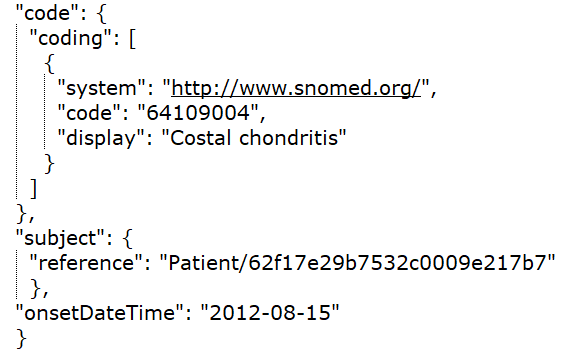 "code": {
"coding": [
{
"system": "http://www.snomed.org/",
"code": "64109004",
"display": "Costal chondritis"
}
]
},
"subject": {
"reference": "Patient/62f17e29b7532c0009e217b7"
},
"onsetDateTime": "2012-08-15"
}